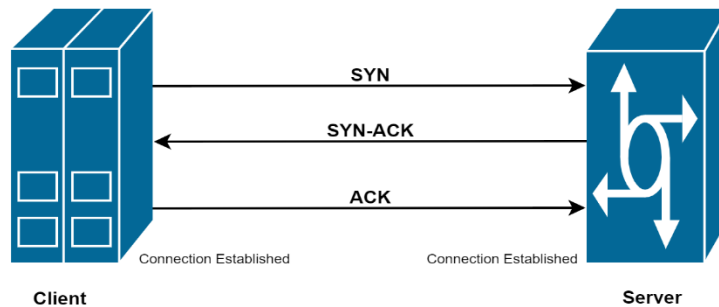 SYN
SYN-ACK
ACK
Connection Established
Connection Established
Client
Server